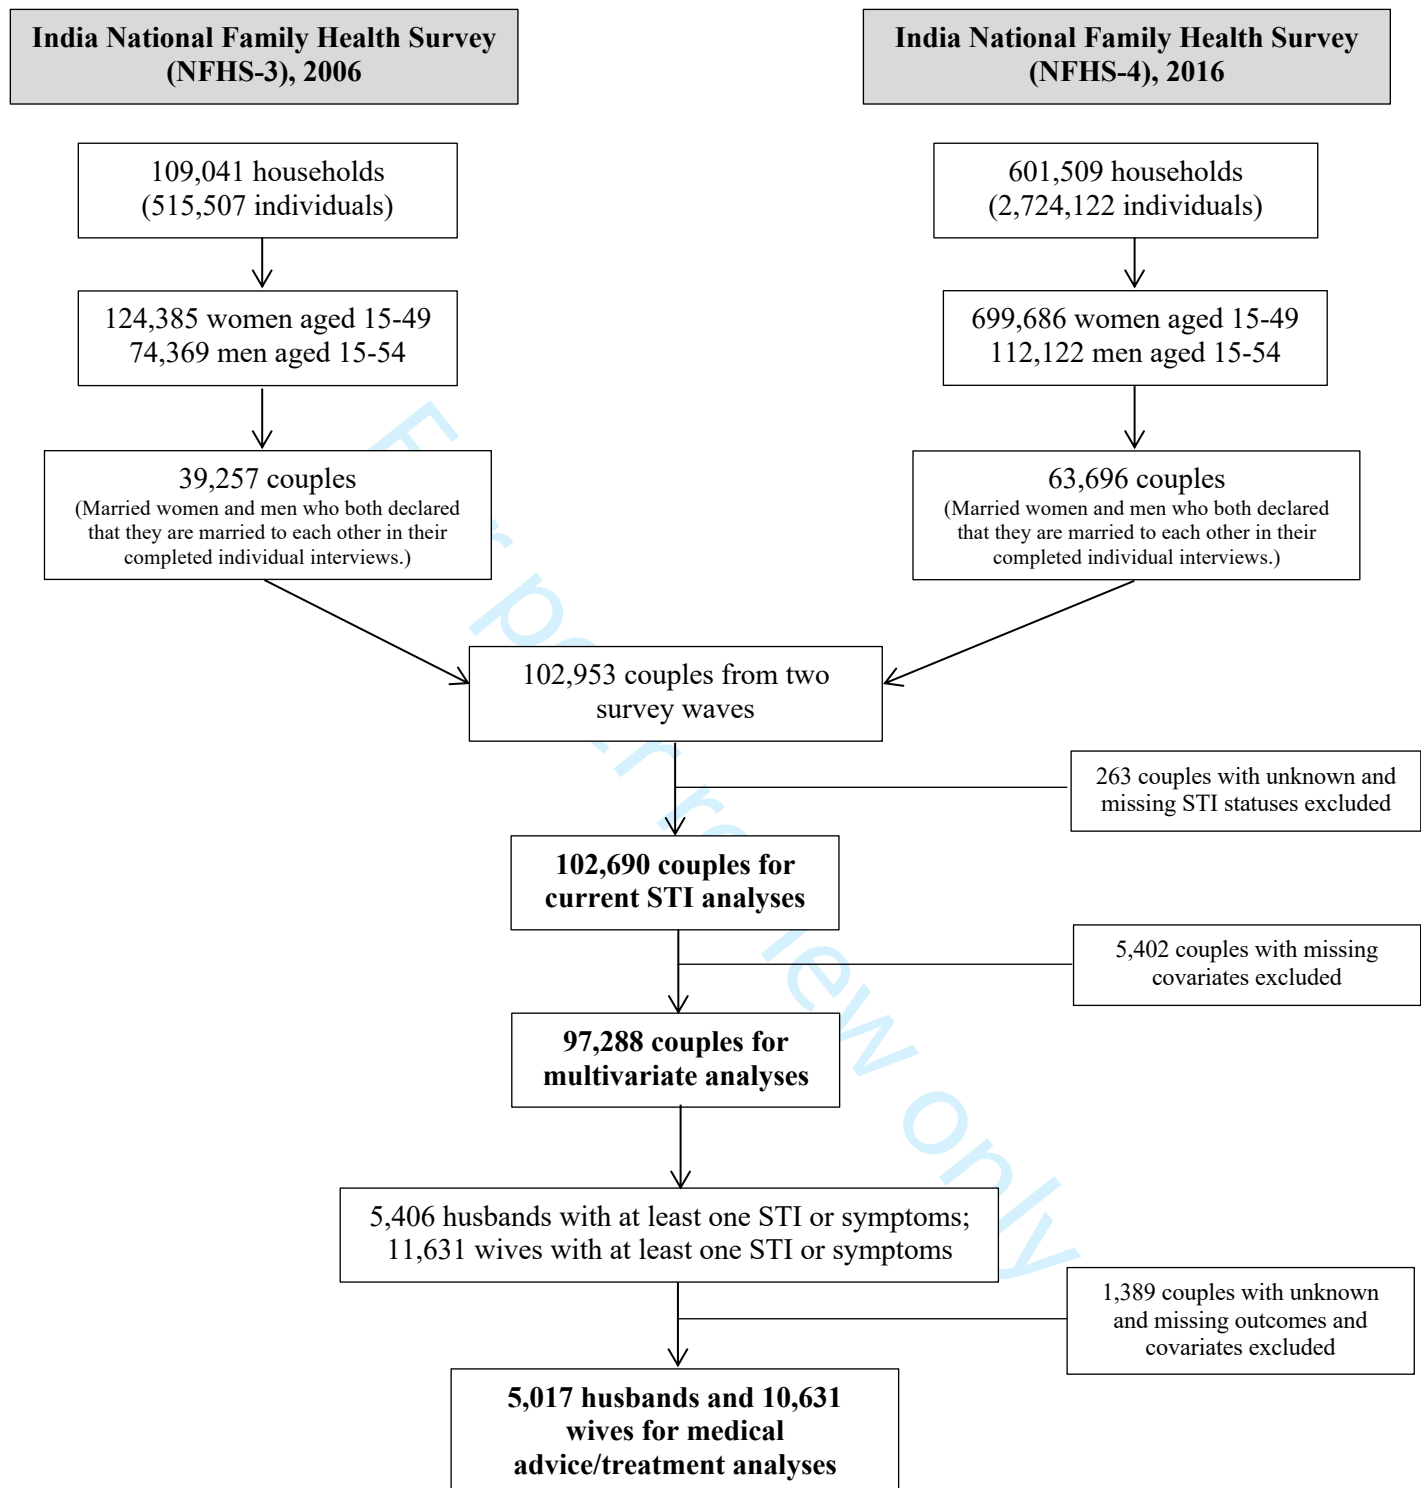 India National Family Health Survey
(NFHS-3), 2006
India National Family Health Survey
(NFHS-4), 2016
109,041 households
(515,507 individuals)
601,509 households
(2,724,122 individuals)
124,385 women aged 15-49
74,369 men aged 15-54
699,686 women aged 15-49
112,122 men aged 15-54
39,257 couples
(Married women and men who both declared
that they are married to each other in their
completed individual interviews.)
63,696 couples
(Married women and men who both declared
that they are married to each other in their
completed individual interviews.)
102,953 couples from two
survey waves
263 couples with unknown and
missing STI statuses excluded
102,690 couples for
current STI analyses
5,402 couples with missing
covariates excluded
97,288 couples for
multivariate analyses
5,406 husbands with at least one STI or symptoms;
11,631 wives with at least one STI or symptoms
1,389 couples with unknown
and missing outcomes and
covariates excluded
5,017 husbands and 10,631
wives for medical
advice/treatment analyses
For peer review only